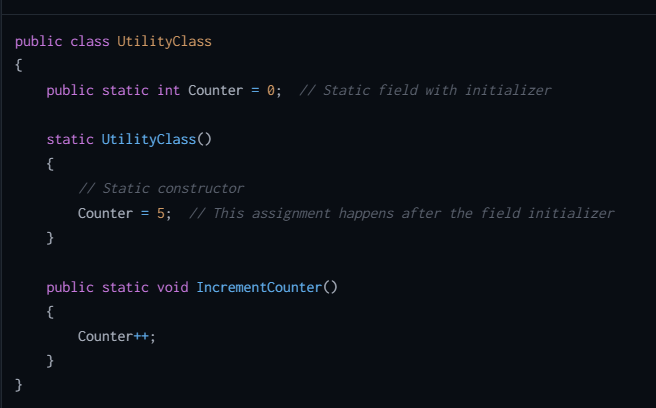 public class UtilityClass
{
    public static int Counter = 0;  // Static field with initializer
    static UtilityClass()
    {
        // Static constructor
        Counter = 5;  // This assignment happens after the field initializer
    }
    public static void IncrementCounter()
    {
        Counter++;
    }
}